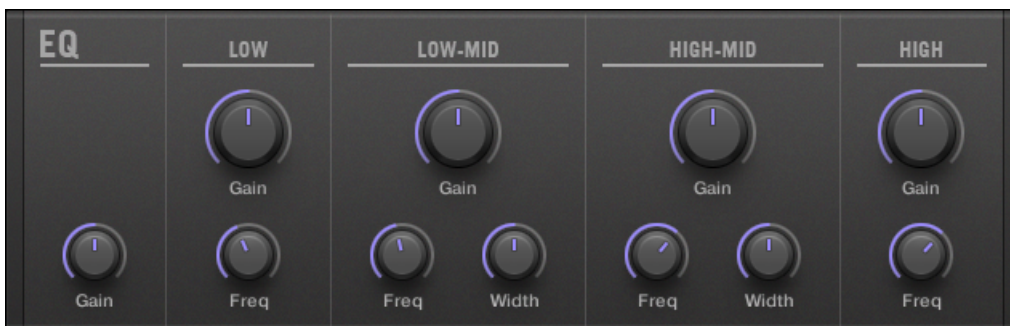 EQ
LOW
LOW-MID
HIGH-MID
HIGH
Gain
Gain
Gain
Gain
Gain
Freq
Freq
Width
Freq
Width
Freq